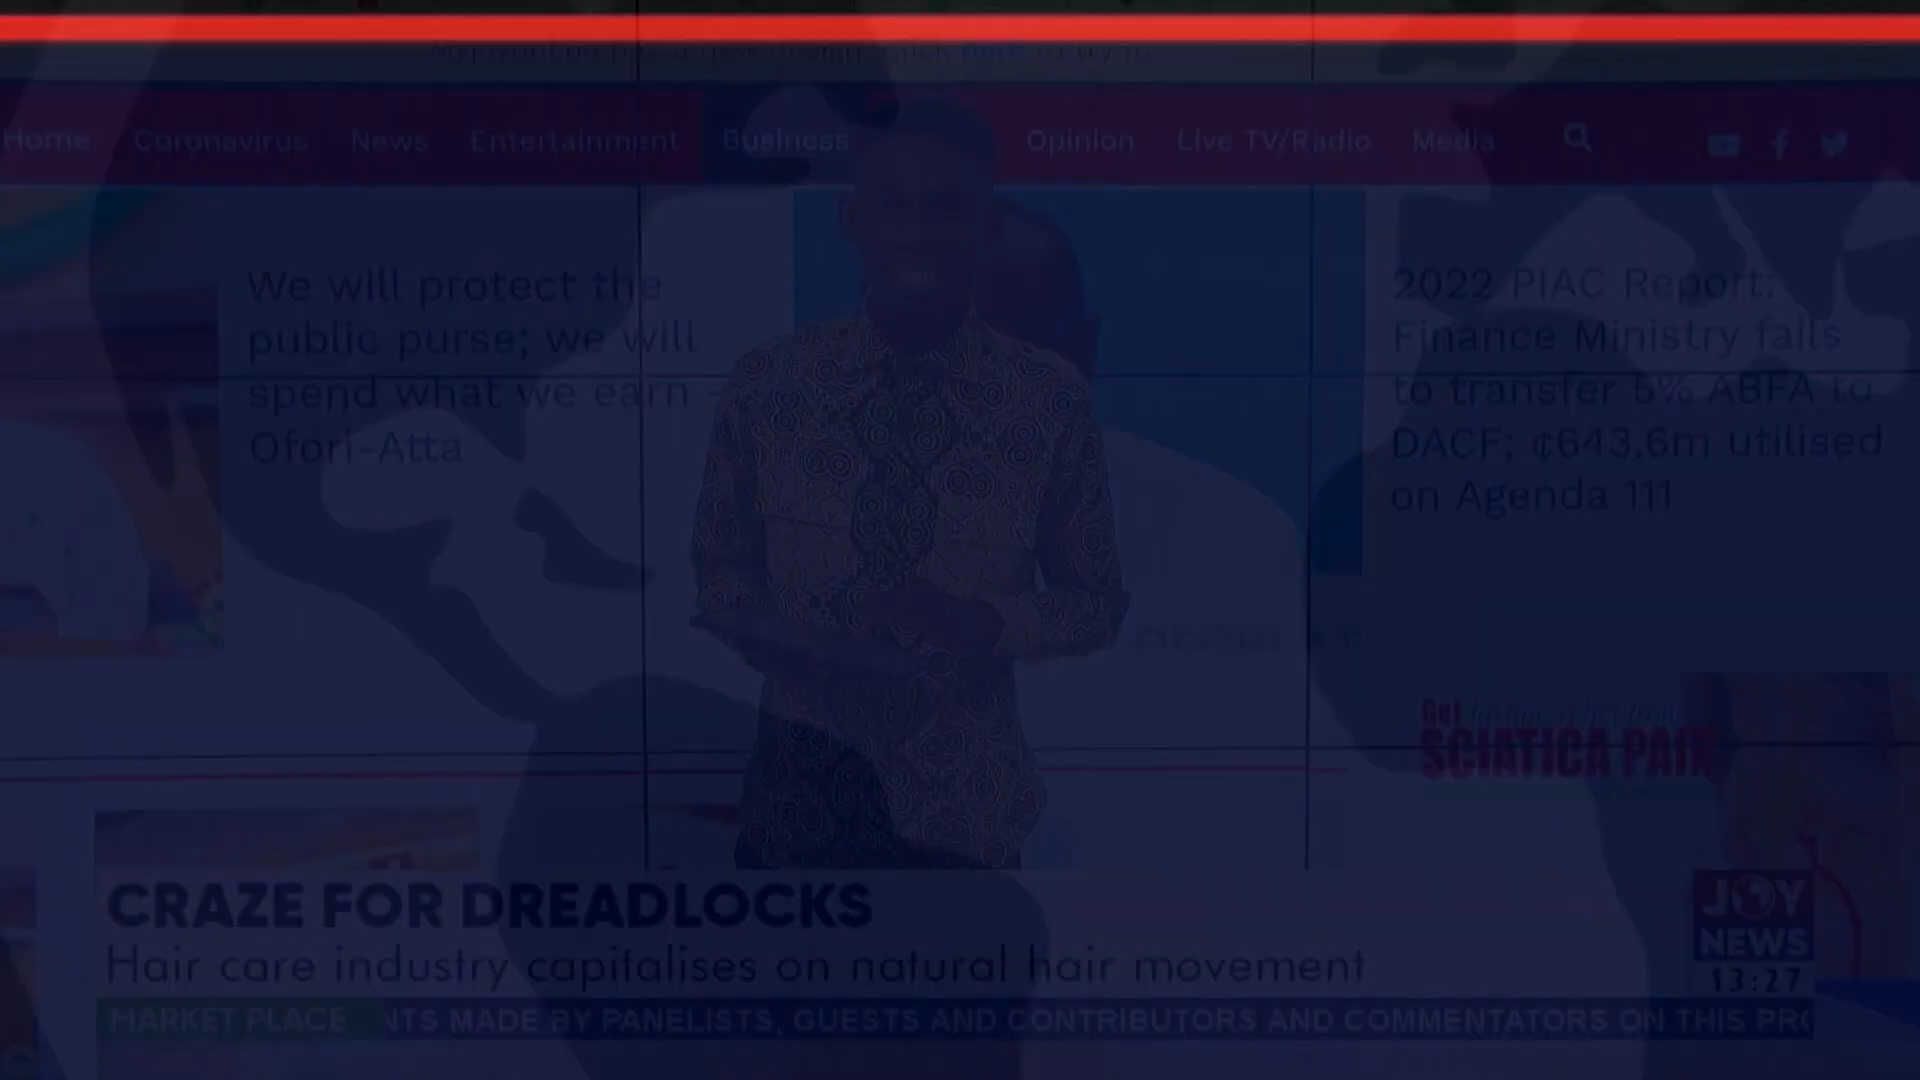 Home Coronavirus News Entertainment Business Opinion Live TV/Radio Media
We will protect the
public purse; we will
spend what we earn -
Ofori-Atta
2022 PIAC Report:
Finance Ministry fails
to transfer 5% ABFA to
DACF; ¢643.6m utilised
on Agenda 111
Get
SCIATICA PAIN
CRAZE FOR DREADLOCKS
Hair care industry capitalises on natural hair movement
JOY
NEWS
13:27
MARKET PLACE NTS MADE BY PANELISTS, GUESTS AND CONTRIBUTORS AND COMMENTATORS ON THIS PRO